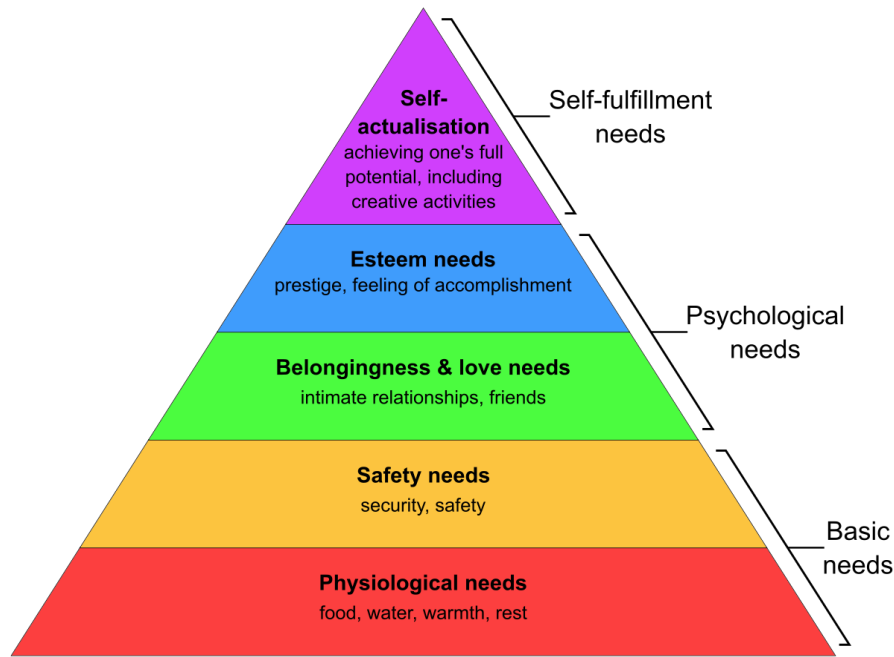 Self-
actualisation
achieving one's full
potential, including
creative activities
Self-fulfillment
needs
Esteem needs
prestige, feeling of accomplishment
Psychological
needs
Belongingness & love needs
intimate relationships, friends
Safety needs
security, safety
Basic
needs
Physiological needs
food, water, warmth, rest